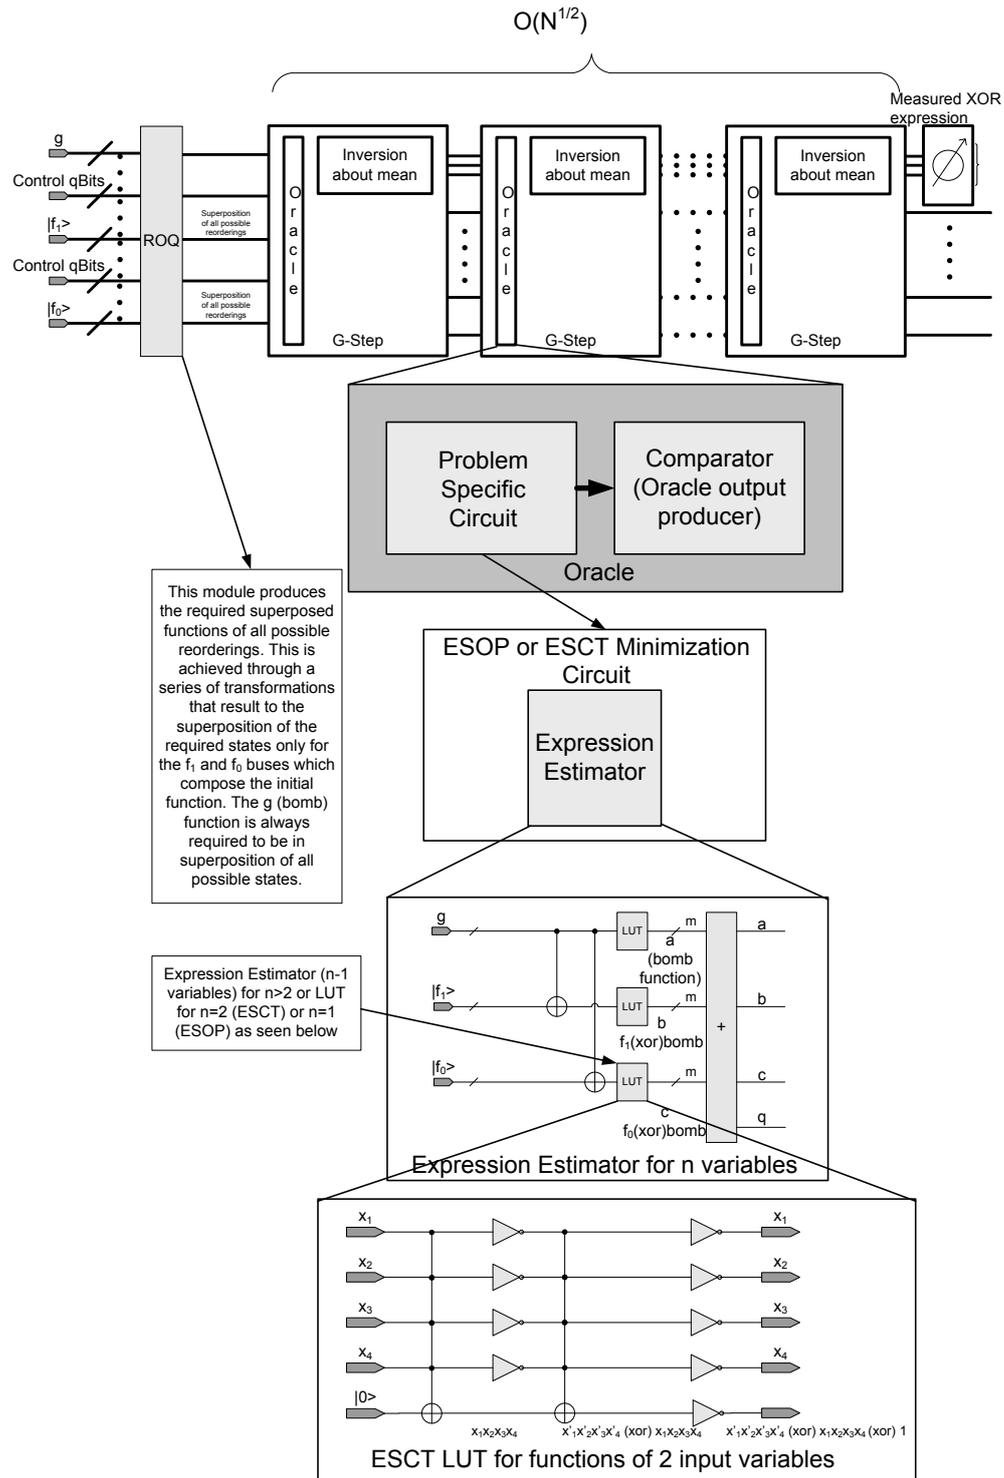 O(N^{1/2})
Measured XOR
expression
g
Control qBits
|f₁>
Control qBits
|f₀>
ROQ
Superposition
of all possible
reorderings
Superposition
of all possible
reorderings
Oracle
Inversion
about mean
G-Step
Oracle
Inversion
about mean
G-Step
Oracle
Inversion
about mean
G-Step
Problem
Specific
Circuit
Comparator
(Oracle output
producer)
Oracle
This module produces
the required superposed
functions of all possible
reorderings. This is
achieved through a
series of transformations
that result to the
superposition of the
required states only for
the f₁ and f₀ buses which
compose the initial
function. The g (bomb)
function is always
required to be in
superposition of all
possible states.
ESOP or ESCT Minimization
Circuit
Expression
Estimator
Expression Estimator (n-1
variables) for n>2 or LUT
for n=2 (ESCT) or n=1
(ESOP) as seen below
g
LUT
m
a
(bomb
function)
a
|f₁>
LUT
m
b
f₁(xor)bomb
b
+
|f₀>
LUT
m
c
f₀(xor)bomb
c
q
Expression Estimator for n variables
x₁
x₁
x₂
x₂
x₃
x₃
x₄
x₄
|0>
x₁x₂x₃x₄
x'₁x'₂x'₃x'₄ (xor) x₁x₂x₃x₄
x'₁x'₂x'₃x'₄ (xor) x₁x₂x₃x₄ (xor) 1
ESCT LUT for functions of 2 input variables